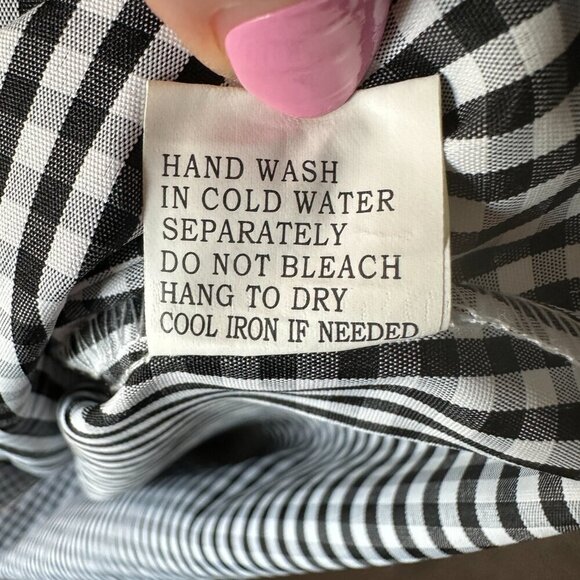 HAND WASH
IN COLD WATER
SEPARATELY
DO NOT BLEACH
HANG TO DRY
COOL IRON IF NEEDED